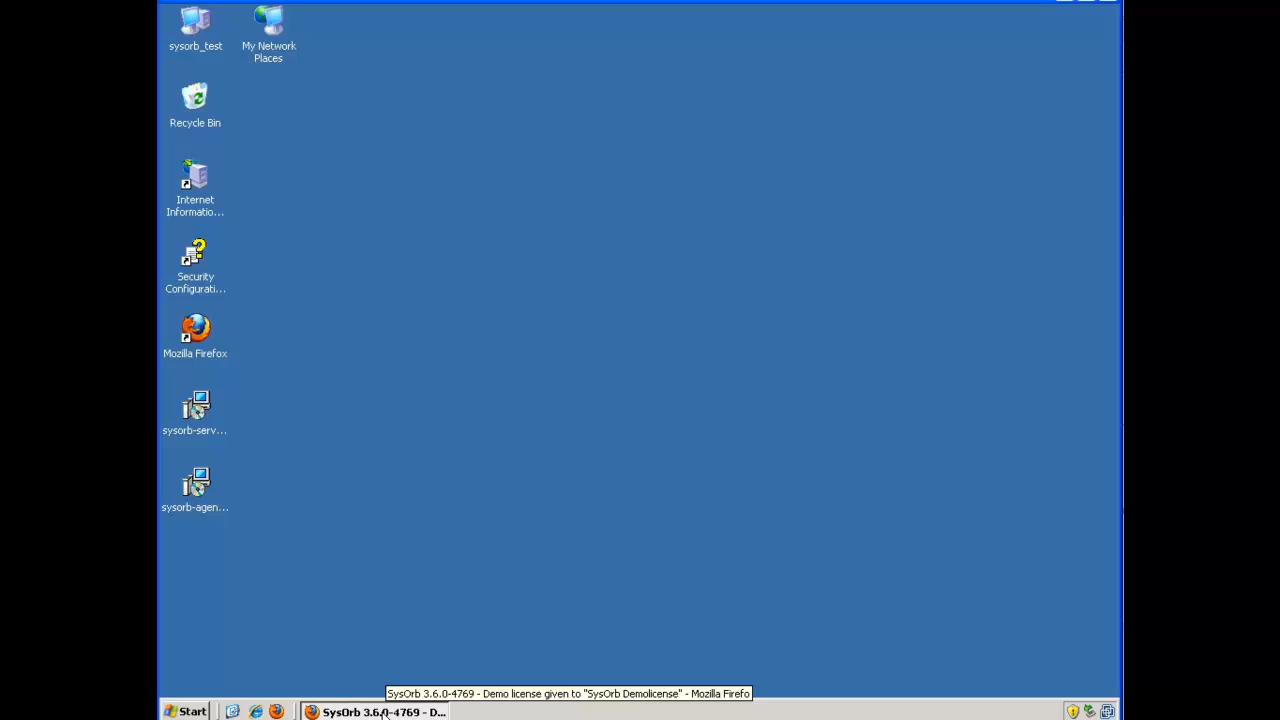 sysorb_test
My Network
Places
Recycle Bin
Internet
Informatio...
Security
Configurati...
Mozilla Firefox
sysorb-serv...
sysorb-agen...
SysOrb 3.6.0-4769 - Demo license given to "SysOrb Demolicense" - Mozilla Firefo
Start
SysOrb 3.6.0-4769 - D...